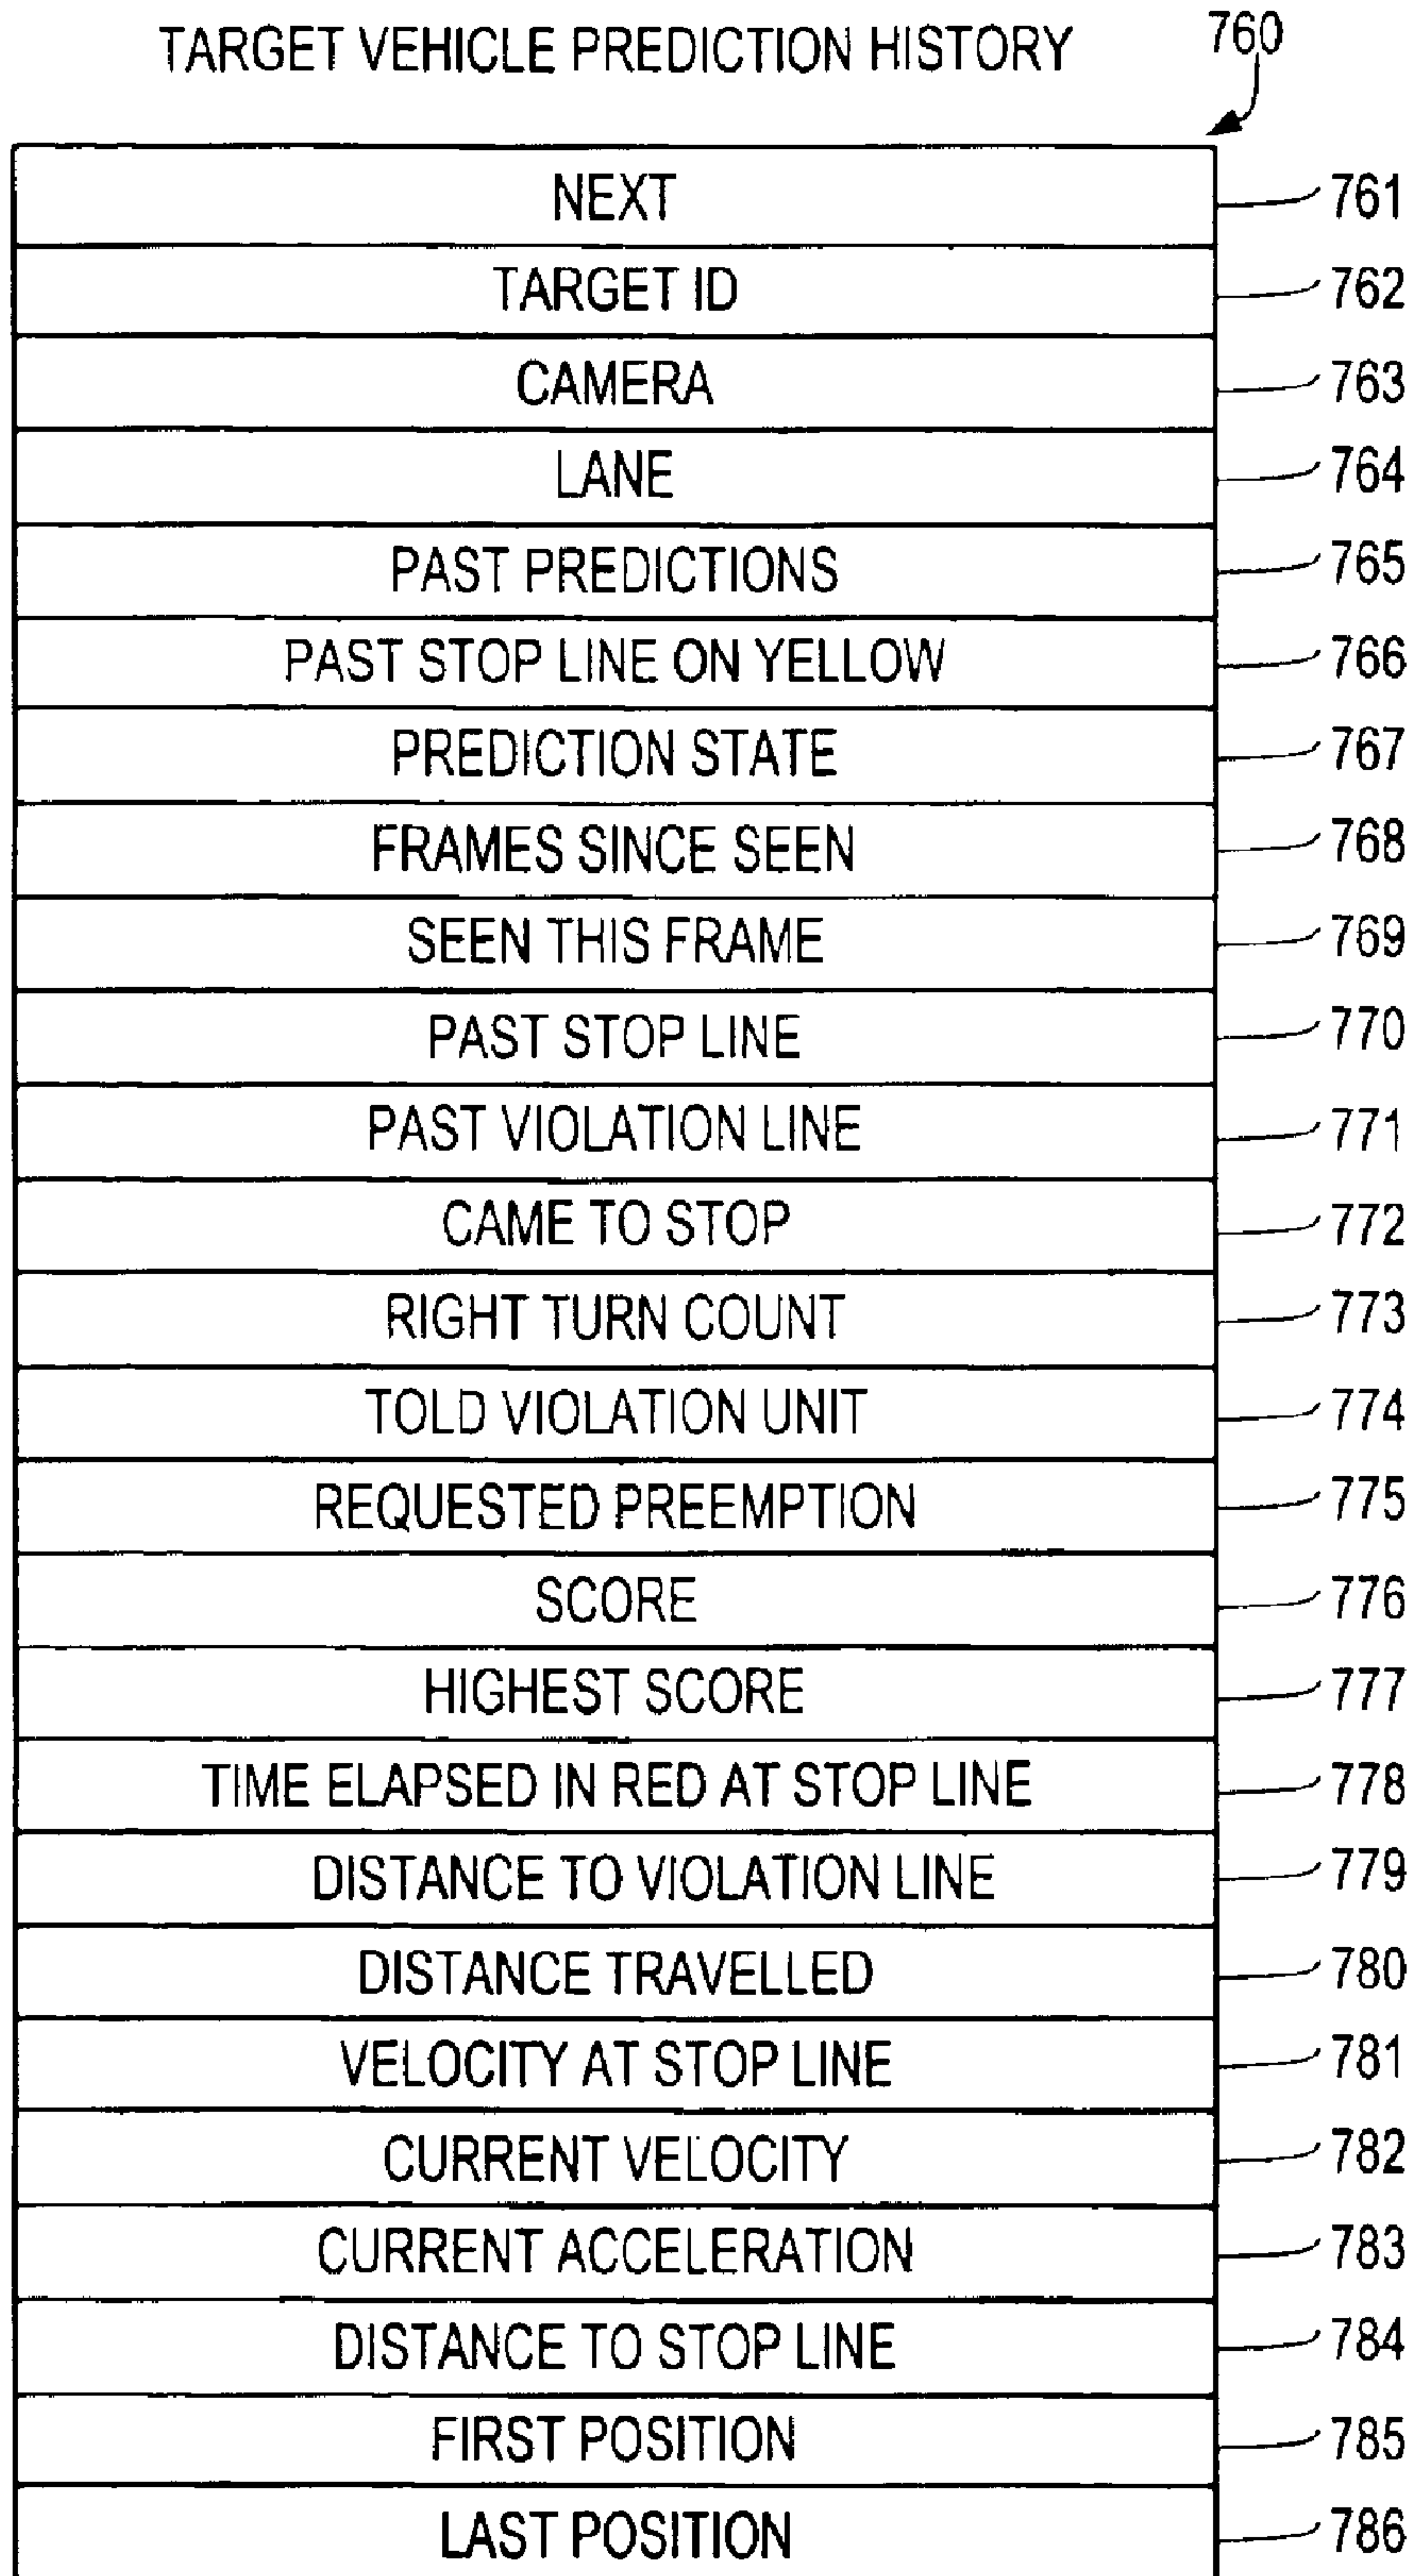 TARGET VEHICLE PREDICTION HISTORY 760
NEXT 761
TARGET ID 762
CAMERA 763
LANE 764
PAST PREDICTIONS 765
PAST STOP LINE ON YELLOW 766
PREDICTION STATE 767
FRAMES SINCE SEEN 768
SEEN THIS FRAME 769
PAST STOP LINE 770
PAST VIOLATION LINE 771
CAME TO STOP 772
RIGHT TURN COUNT 773
TOLD VIOLATION UNIT 774
REQUESTED PREEMPTION 775
SCORE 776
HIGHEST SCORE 777
TIME ELAPSED IN RED AT STOP LINE 778
DISTANCE TO VIOLATION LINE 779
DISTANCE TRAVELLED 780
VELOCITY AT STOP LINE 781
CURRENT VELOCITY 782
CURRENT ACCELERATION 783
DISTANCE TO STOP LINE 784
FIRST POSITION 785
LAST POSITION 786